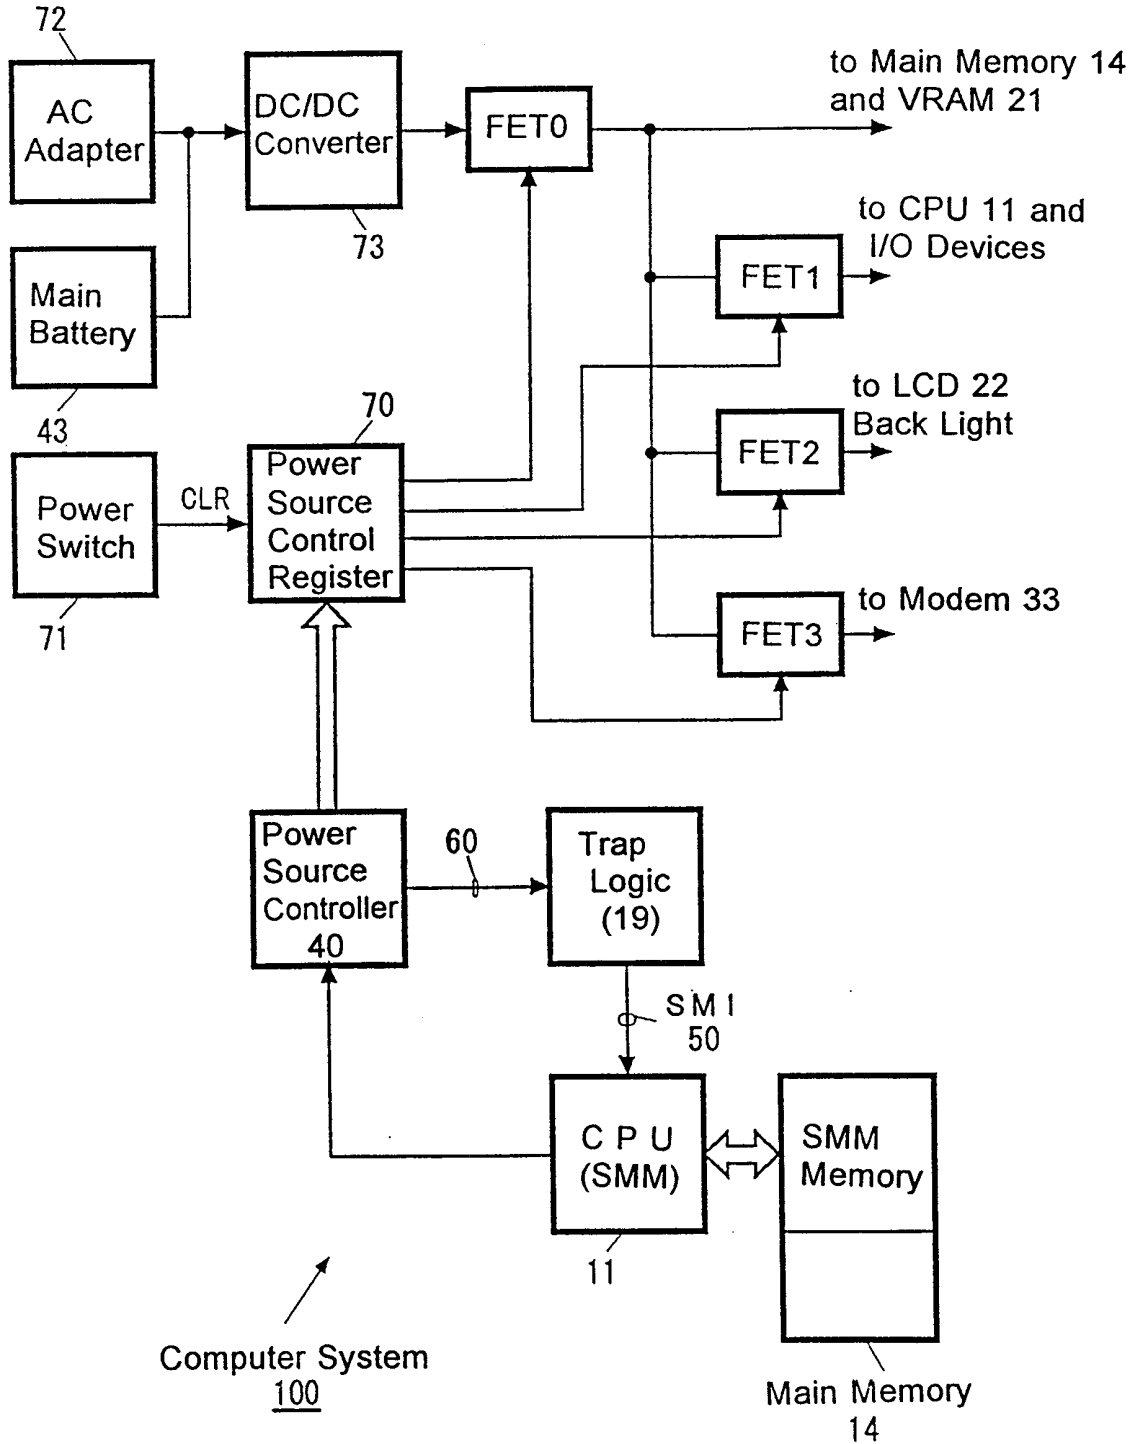 72
AC
Adapter
DC/DC
Converter
73
FET0
to Main Memory 14
and VRAM 21
to CPU 11 and
I/O Devices
FET1
Main
Battery
43
to LCD 22
Back Light
FET2
70
Power
Source
Control
Register
CLR
Power
Switch
71
to Modem 33
FET3
Power
Source
Controller
40
60
Trap
Logic
(19)
SMI
50
CPU
(SMM)
11
SMM
Memory
Computer System
100
Main Memory
14